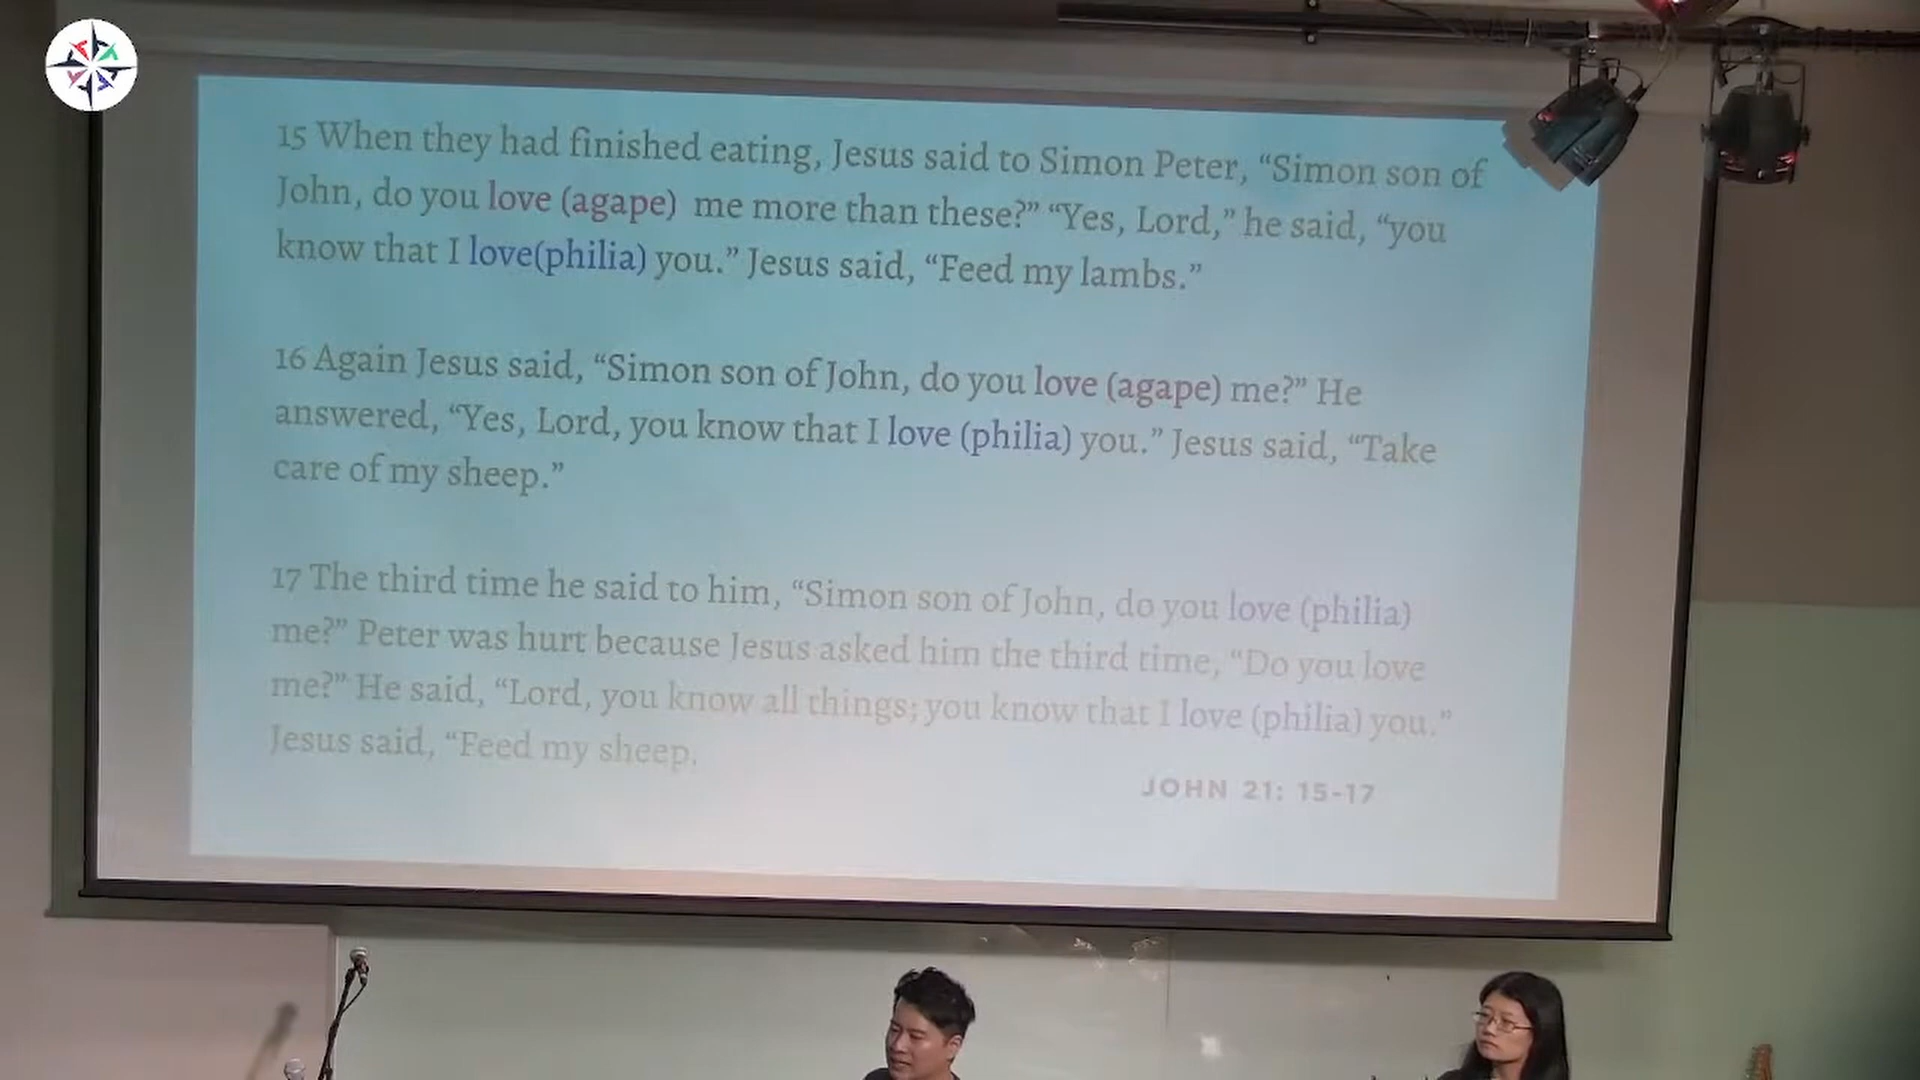 15 When they had finished eating, Jesus said to Simon Peter, “Simon son of
John, do you love (agape) me more than these?” “Yes, Lord,” he said, “you
know that I love(philia) you.” Jesus said, “Feed my lambs.”
16 Again Jesus said, “Simon son of John, do you love (agape) me?” He
answered, “Yes, Lord, you know that I love (philia) you.” Jesus said, “Take
care of my sheep.”
17 The third time he said to him, “Simon son of John, do you love (philia)
me?” Peter was hurt because Jesus asked him the third time, “Do you love
me?” He said, “Lord, you know all things; you know that I love (philia) you.”
Jesus said, “Feed my sheep.
JOHN 21: 15-17